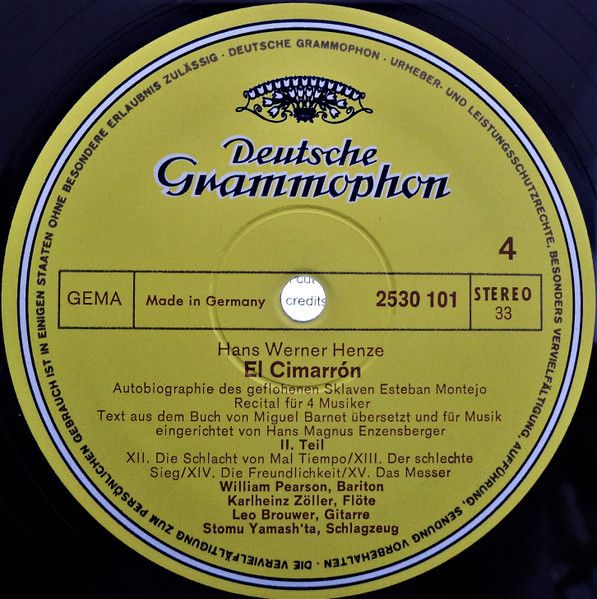 DEUTSCHE GRAMMOPHON · URHEBER- UND LEISTUNGSSCHUTZRECHTE, BESONDERS VERVIELFÄLTIGUNG, AUFFÜHRUNG, SENDUNG VORBEHALTEN · DIE VERVIELFÄLTIGUNG ZUM PERSÖNLICHEN GEBRAUCH IST IN EINIGEN STAATEN OHNE BESONDERE ERLAUBNIS ZULÄSSIG ·
Deutsche
Grammophon
4
GEMA
Made in Germany
credits
2530 101
STEREO
33
Hans Werner Henze
El Cimarrón
Autobiographie des geflohenen Sklaven Esteban Montejo
Recital für 4 Musiker
Text aus dem Buch von Miguel Barnet übersetzt und für Musik
eingerichtet von Hans Magnus Enzensberger
II. Teil
XII. Die Schlacht von Mal Tiempo/XIII. Der schlechte
Sieg/XIV. Die Freundlichkeit/XV. Das Messer
William Pearson, Bariton
Karlheinz Zöller, Flöte
Leo Brouwer, Gitarre
Stomu Yamash'ta, Schlagzeug